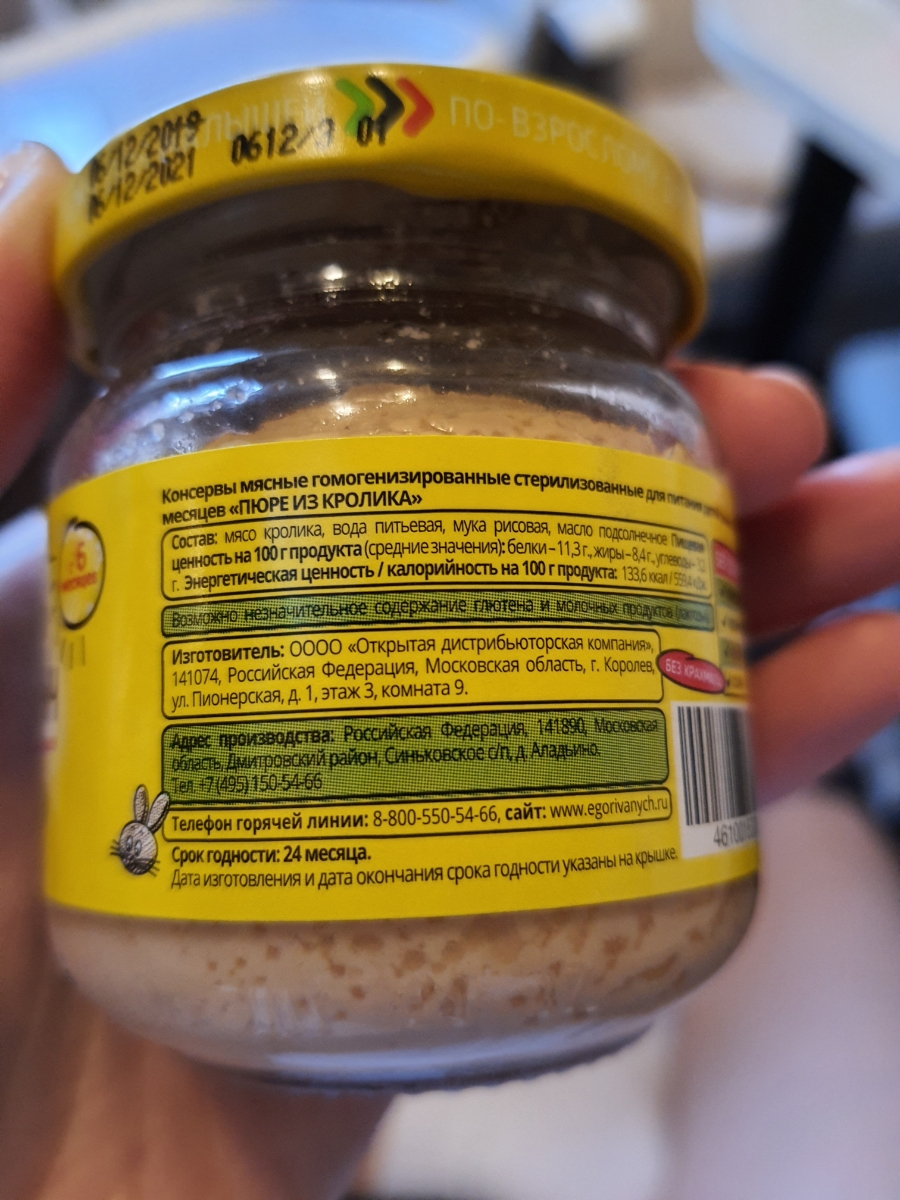 ПО-ВЗРОСЛОМУ
06/12/2019
06/12/2021
01
Консервы мясные гомогенизированные стерилизованные для питания
месяцев «ПЮРЕ ИЗ КРОЛИКА»
Состав: мясо кролика, вода питьевая, мука рисовая, масло подсолнечное Пищевая
ценность на 100 г продукта (средние значения): белки – 11,3 г., жиры – 8,4 г., углеводы –
г. Энергетическая ценность / калорийность на 100 г продукта: 133,6 ккал /
Возможно незначительное содержание глютена и молочных продуктов
Изготовитель: ОООО «Открытая дистрибьюторская компания»,
141074, Российская Федерация, Московская область, г. Королев,
ул. Пионерская, д. 1, этаж 3, комната 9.
Адрес производства: Российская Федерация, 141890, Московская
область, Дмитровский район, Синьковское с/п, д. Аладьино.
Тел. +7(495) 150-54-66
Телефон горячей линии: 8-800-550-54-66, сайт: www.egorivanych.ru
Срок годности: 24 месяца.
Дата изготовления и дата окончания срока годности указаны на крышке.
6
месяцев